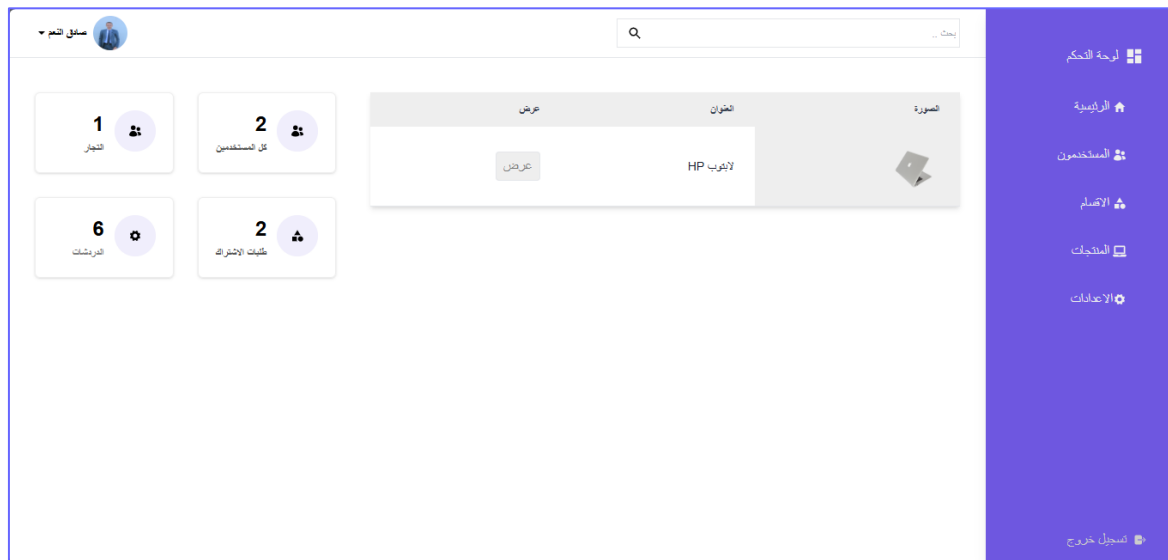 لوحة التحكم
الرئيسية
المستخدمون
الاقسام
المنتجات
الاعدادات
تسجيل خروج
بحث ..
صادق النعم
الصورة العنوان عرض
لابتوب HP عرض
2
كل المستخدمين
1
التجار
2
طلبات الاشتراك
6
الدردشات